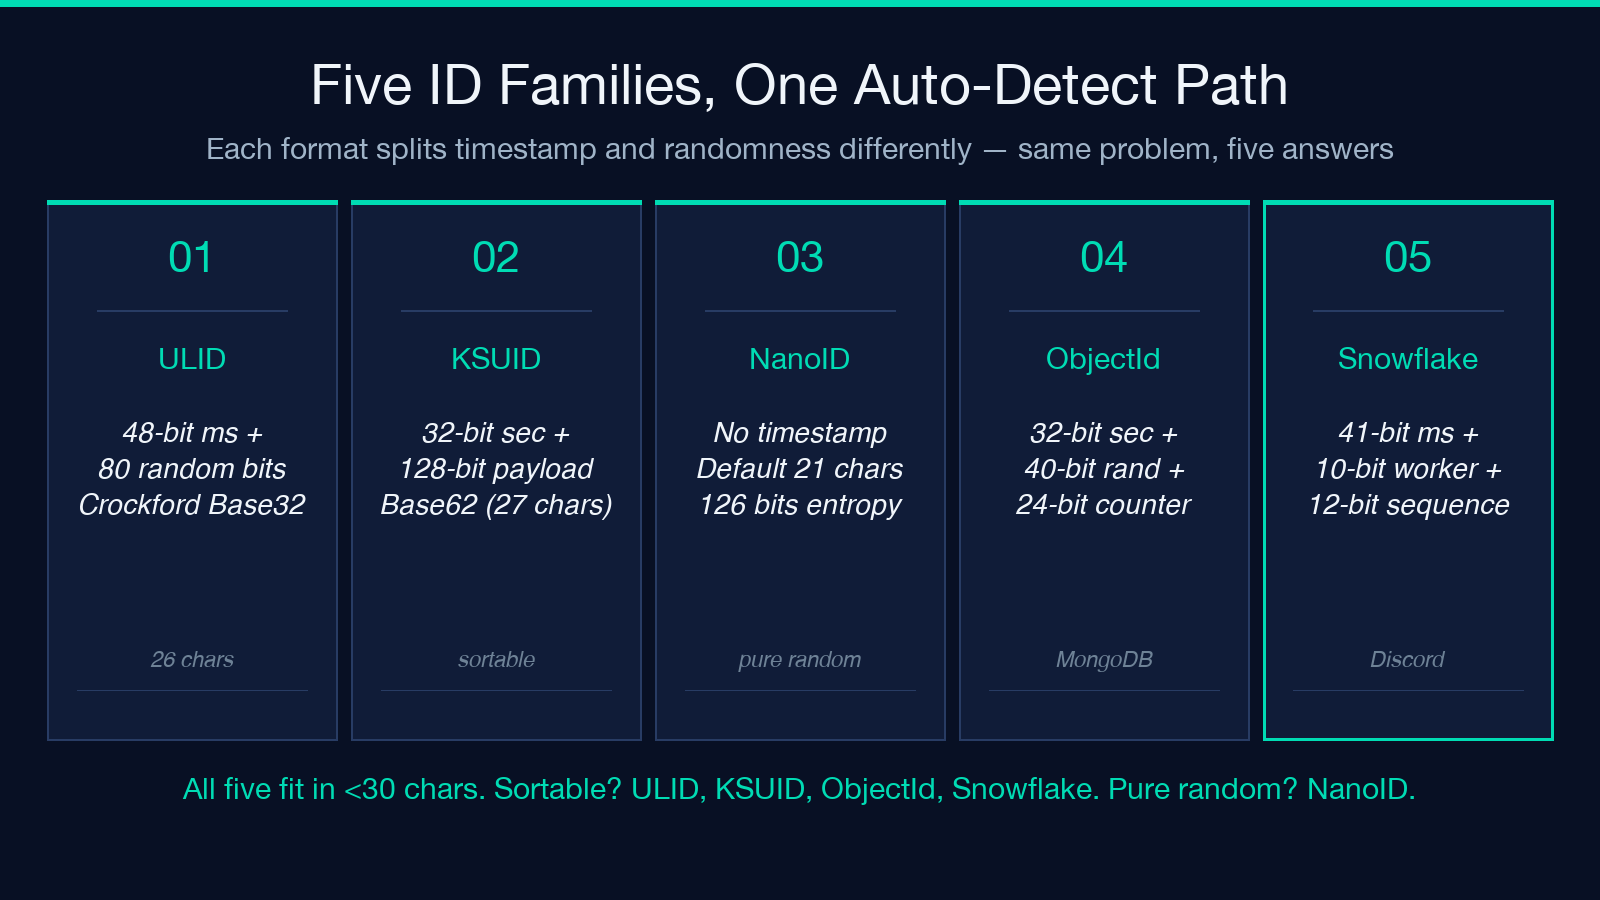 Five ID Families, One Auto-Detect Path
Each format splits timestamp and randomness differently — same problem, five answers
01
ULID
48-bit ms +
80 random bits
Crockford Base32
26 chars
02
KSUID
32-bit sec +
128-bit payload
Base62 (27 chars)
sortable
03
NanoID
No timestamp
Default 21 chars
126 bits entropy
pure random
04
ObjectId
32-bit sec +
40-bit rand +
24-bit counter
MongoDB
05
Snowflake
41-bit ms +
10-bit worker +
12-bit sequence
Discord
All five fit in <30 chars. Sortable? ULID, KSUID, ObjectId, Snowflake. Pure random? NanoID.